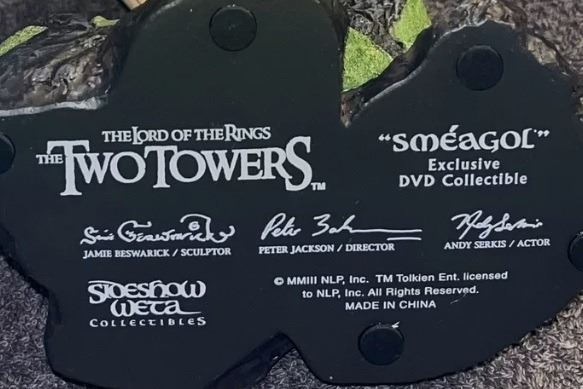 THE LORD OF THE RINGS
THE TWO TOWERS™
"SMÉAGOL"
Exclusive
DVD Collectible
JAMIE BESWARICK / SCULPTOR
PETER JACKSON / DIRECTOR
ANDY SERKIS / ACTOR
SIDESHOW
WETA
COLLECTIBLES
© MMIII NLP, Inc. TM Tolkien Ent. licensed
to NLP, Inc. All Rights Reserved.
MADE IN CHINA